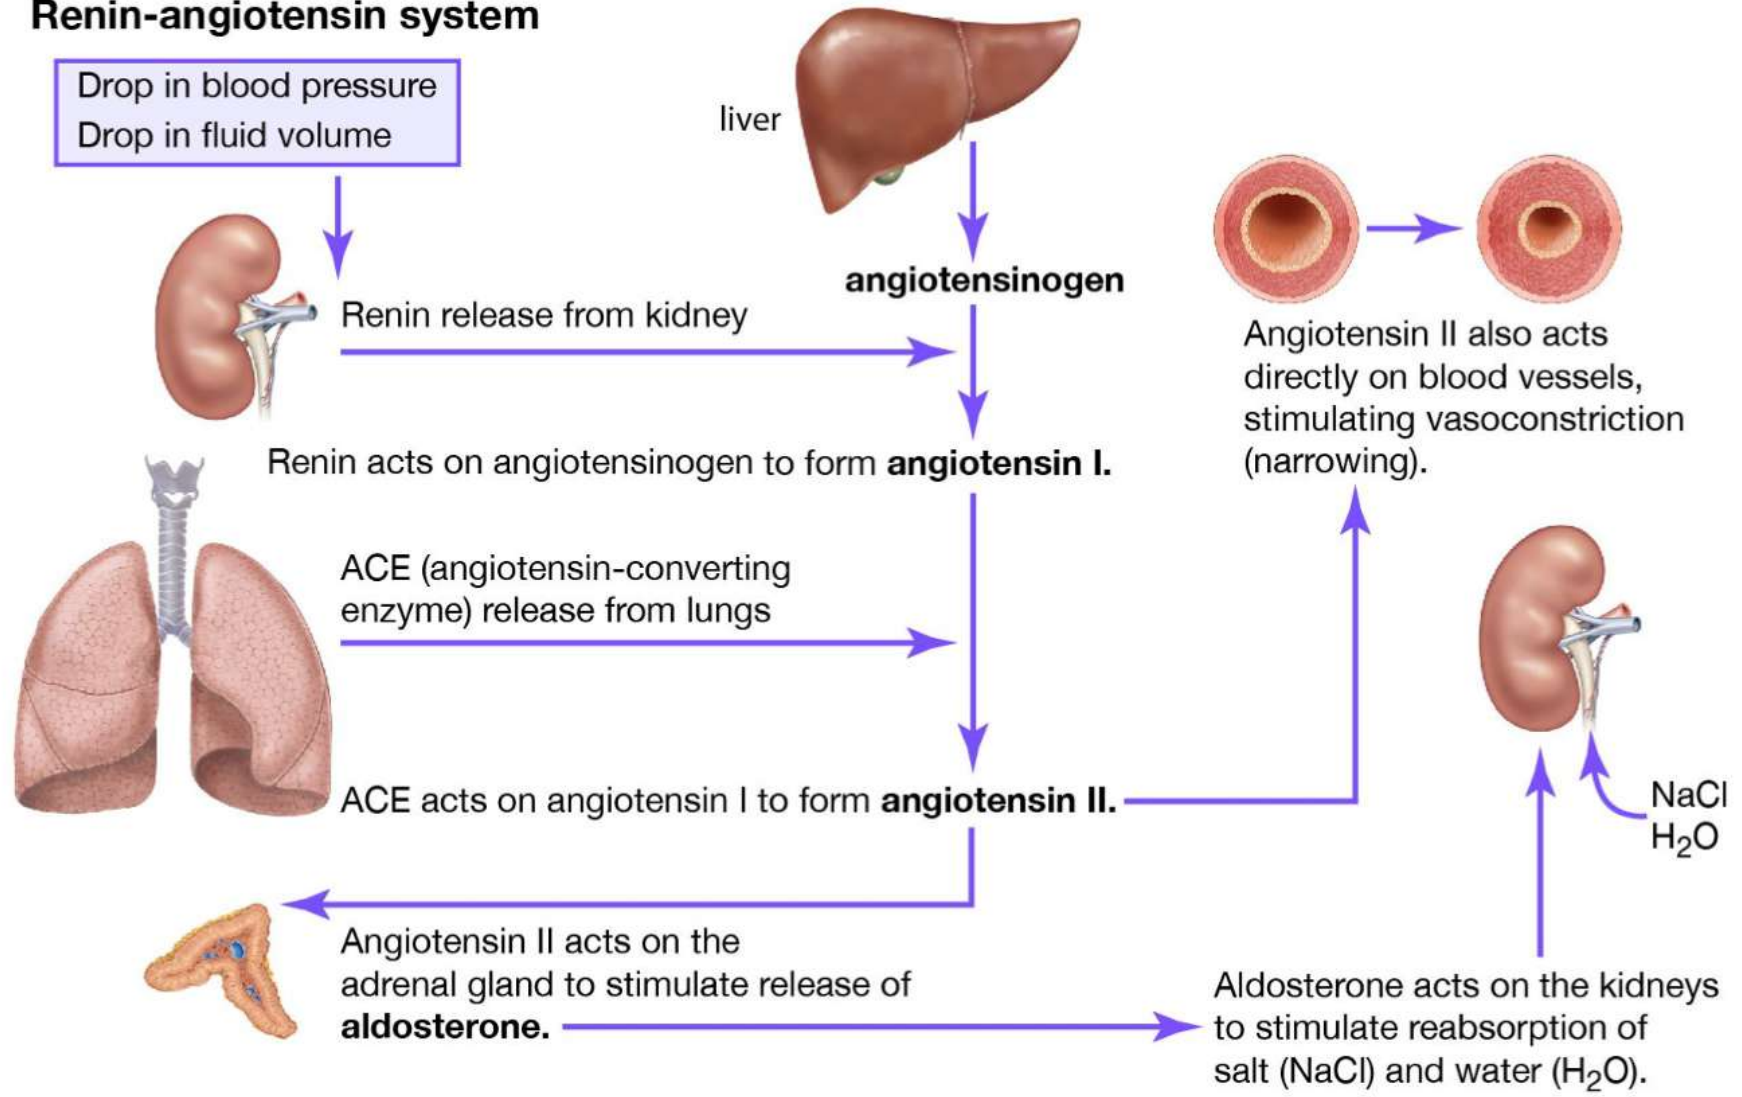 Renin-angiotensin system
Drop in blood pressure
Drop in fluid volume
liver
angiotensinogen
Renin release from kidney
Renin acts on angiotensinogen to form angiotensin I.
ACE (angiotensin-converting
enzyme) release from lungs
ACE acts on angiotensin I to form angiotensin II.
Angiotensin II also acts
directly on blood vessels,
stimulating vasoconstriction
(narrowing).
Angiotensin II acts on the
adrenal gland to stimulate release of
aldosterone.
Aldosterone acts on the kidneys
to stimulate reabsorption of
salt (NaCl) and water (H₂O).
NaCl
H₂O